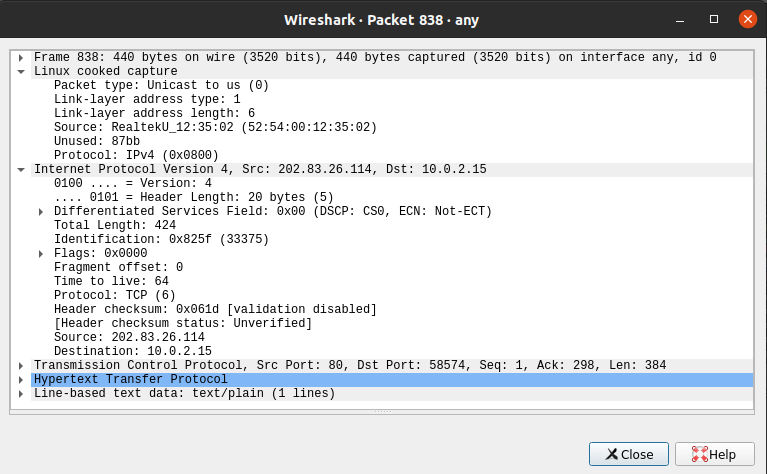 Wireshark · Packet 838 · any
Frame 838: 440 bytes on wire (3520 bits), 440 bytes captured (3520 bits) on interface any, id 0
Linux cooked capture
Packet type: Unicast to us (0)
Link-layer address type: 1
Link-layer address length: 6
Source: RealtekU_12:35:02 (52:54:00:12:35:02)
Unused: 87bb
Protocol: IPv4 (0x0800)
Internet Protocol Version 4, Src: 202.83.26.114, Dst: 10.0.2.15
0100 .... = Version: 4
.... 0101 = Header Length: 20 bytes (5)
Differentiated Services Field: 0x00 (DSCP: CS0, ECN: Not-ECT)
Total Length: 424
Identification: 0x825f (33375)
Flags: 0x0000
Fragment offset: 0
Time to live: 64
Protocol: TCP (6)
Header checksum: 0x061d [validation disabled]
[Header checksum status: Unverified]
Source: 202.83.26.114
Destination: 10.0.2.15
Transmission Control Protocol, Src Port: 80, Dst Port: 58574, Seq: 1, Ack: 298, Len: 384
Hypertext Transfer Protocol
Line-based text data: text/plain (1 lines)
Close Help